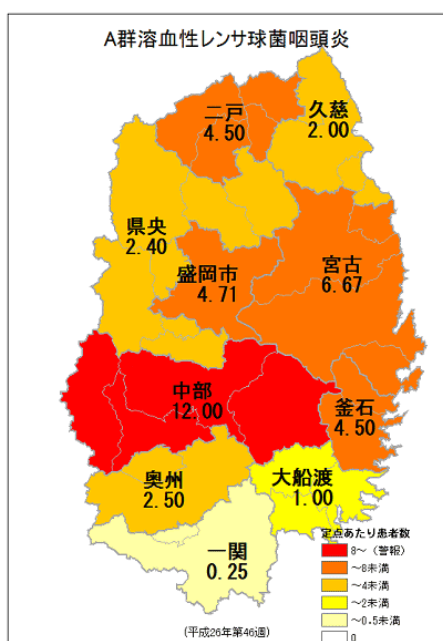 A群溶血性レンサ球菌咽頭炎
二戸
4.50
久慈
2.00
県央
2.40
盛岡市
4.71
宮古
6.67
中部
12.00
釜石
4.50
奥州
2.50
大船渡
1.00
一関
0.25
定点あたり患者数
8～（警報）
～8未満
～4未満
～2未満
～0.5未満
0
(平成26年第46週)